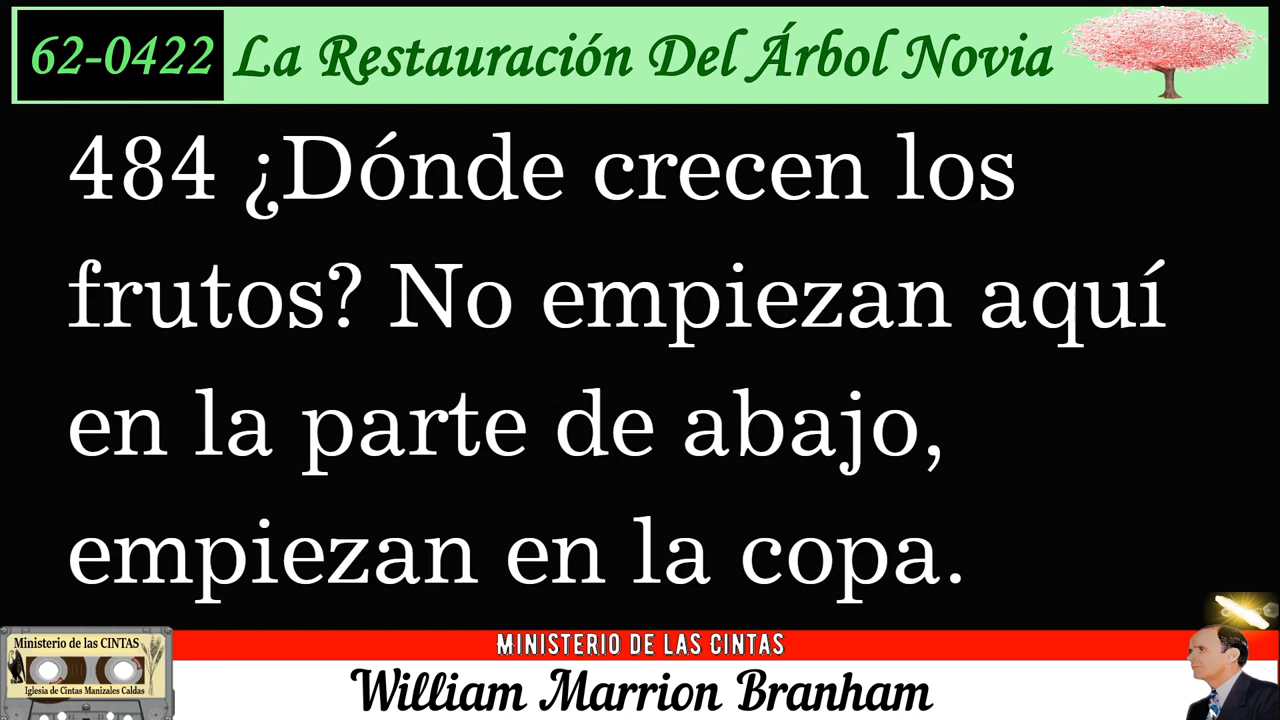 62-0422 La Restauración Del Árbol Novia
484 ¿Dónde crecen los
frutos? No empiezan aquí
en la parte de abajo,
empiezan en la copa.
MINISTERIO DE LAS CINTAS
Ministerio de las CINTAS
Iglesia de Cintas Manizales Caldas
William Marrion Branham